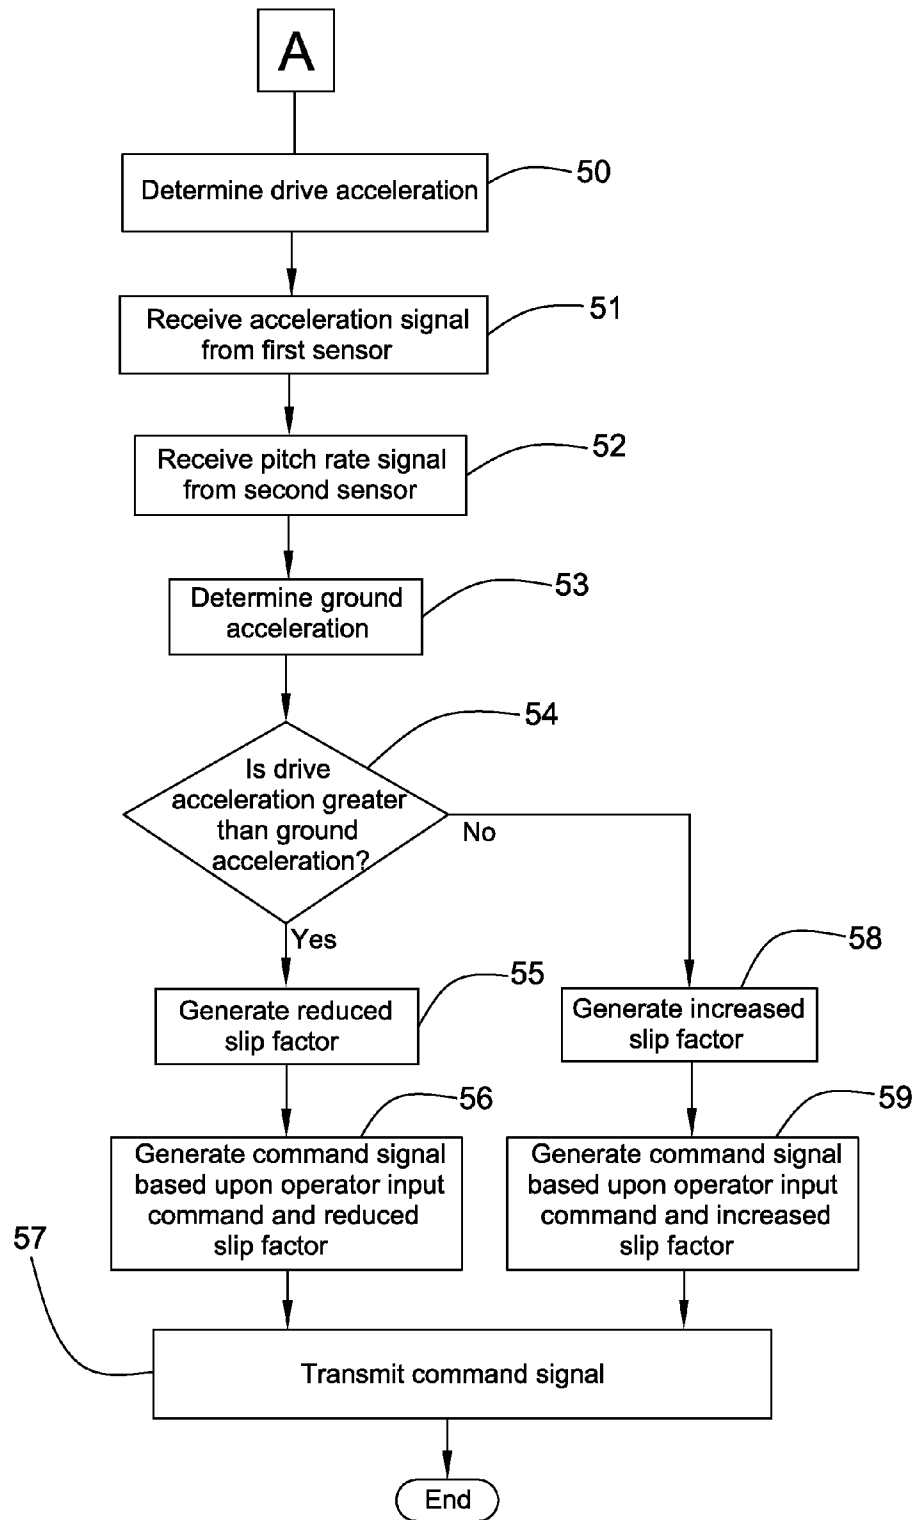 A
Determine drive acceleration
50
Receive acceleration signal
from first sensor
51
Receive pitch rate signal
from second sensor
52
Determine ground
acceleration
53
Is drive
acceleration greater
than ground
acceleration?
54
No
Yes
Generate reduced
slip factor
55
Generate increased
slip factor
58
Generate command signal
based upon operator input
command and reduced
slip factor
56
Generate command signal
based upon operator input
command and increased
slip factor
59
57
Transmit command signal
End